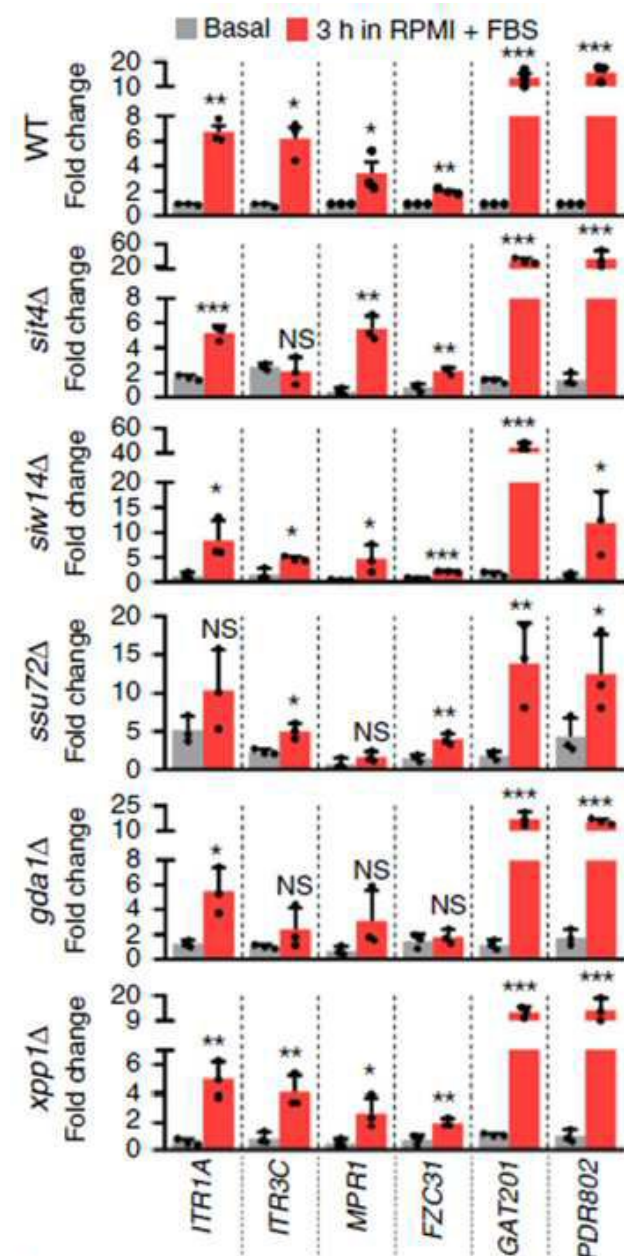 Basal 3 h in RPMI + FBS
WT
Fold change
20
10
8
6
4
2
0
** * * ** *** ***
sit4Δ
Fold change
60
20
8
6
4
2
0
*** NS ** ** *** ***
siw14Δ
Fold change
60
40
20
10
5
0
* * * *** *** *
ssu72Δ
Fold change
20
15
10
5
0
NS * NS ** ** *
gda1Δ
Fold change
25
10
8
6
4
2
0
* NS NS NS *** ***
xpp1Δ
Fold change
20
9
6
4
2
0
** ** * ** *** ***
ITR1A ITR3C MPR1 FZC31 GAT201 PDR802